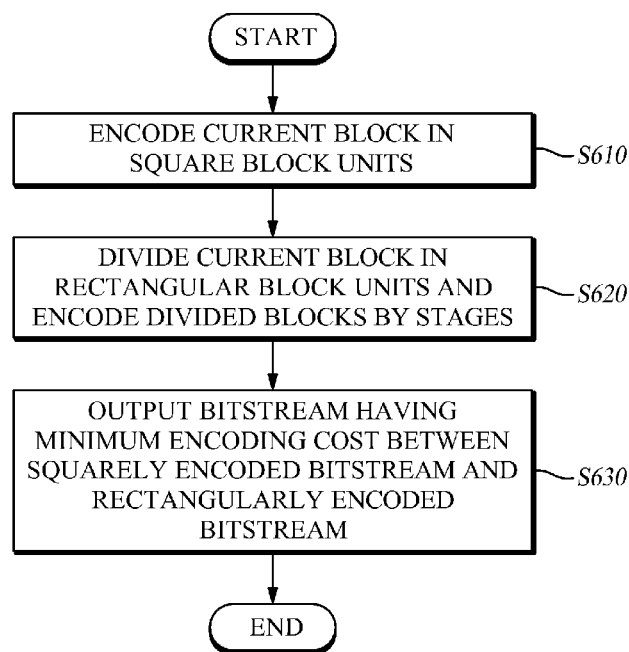 START
ENCODE CURRENT BLOCK IN
SQUARE BLOCK UNITS
S610
DIVIDE CURRENT BLOCK IN
RECTANGULAR BLOCK UNITS AND
ENCODE DIVIDED BLOCKS BY STAGES
S620
OUTPUT BITSTREAM HAVING
MINIMUM ENCODING COST BETWEEN
SQUARELY ENCODED BITSTREAM AND
RECTANGULARLY ENCODED
BITSTREAM
S630
END